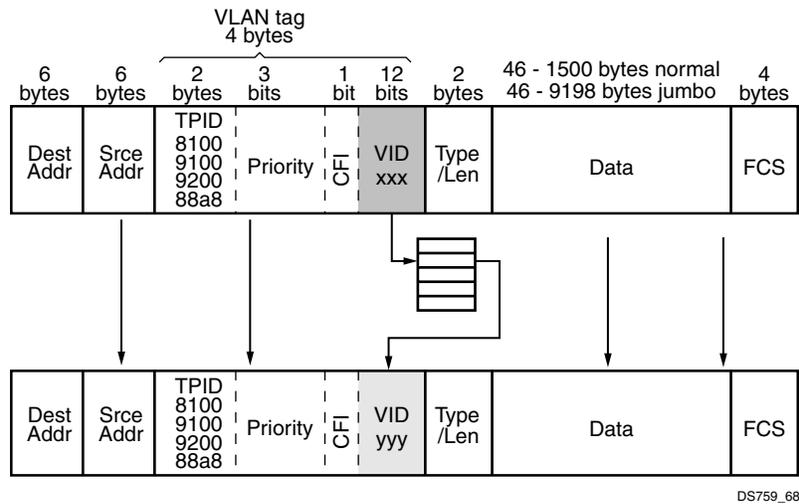 VLAN tag
4 bytes
6 bytes
6 bytes
2 bytes
3 bits
1 bit
12 bits
2 bytes
46 - 1500 bytes normal
46 - 9198 bytes jumbo
4 bytes
Dest Addr
Srce Addr
TPID
8100
9100
9200
88a8
Priority
CFI
VID
xxx
Type
/Len
Data
FCS
Dest Addr
Srce Addr
TPID
8100
9100
9200
88a8
Priority
CFI
VID
yyy
Type
/Len
Data
FCS
DS759_68